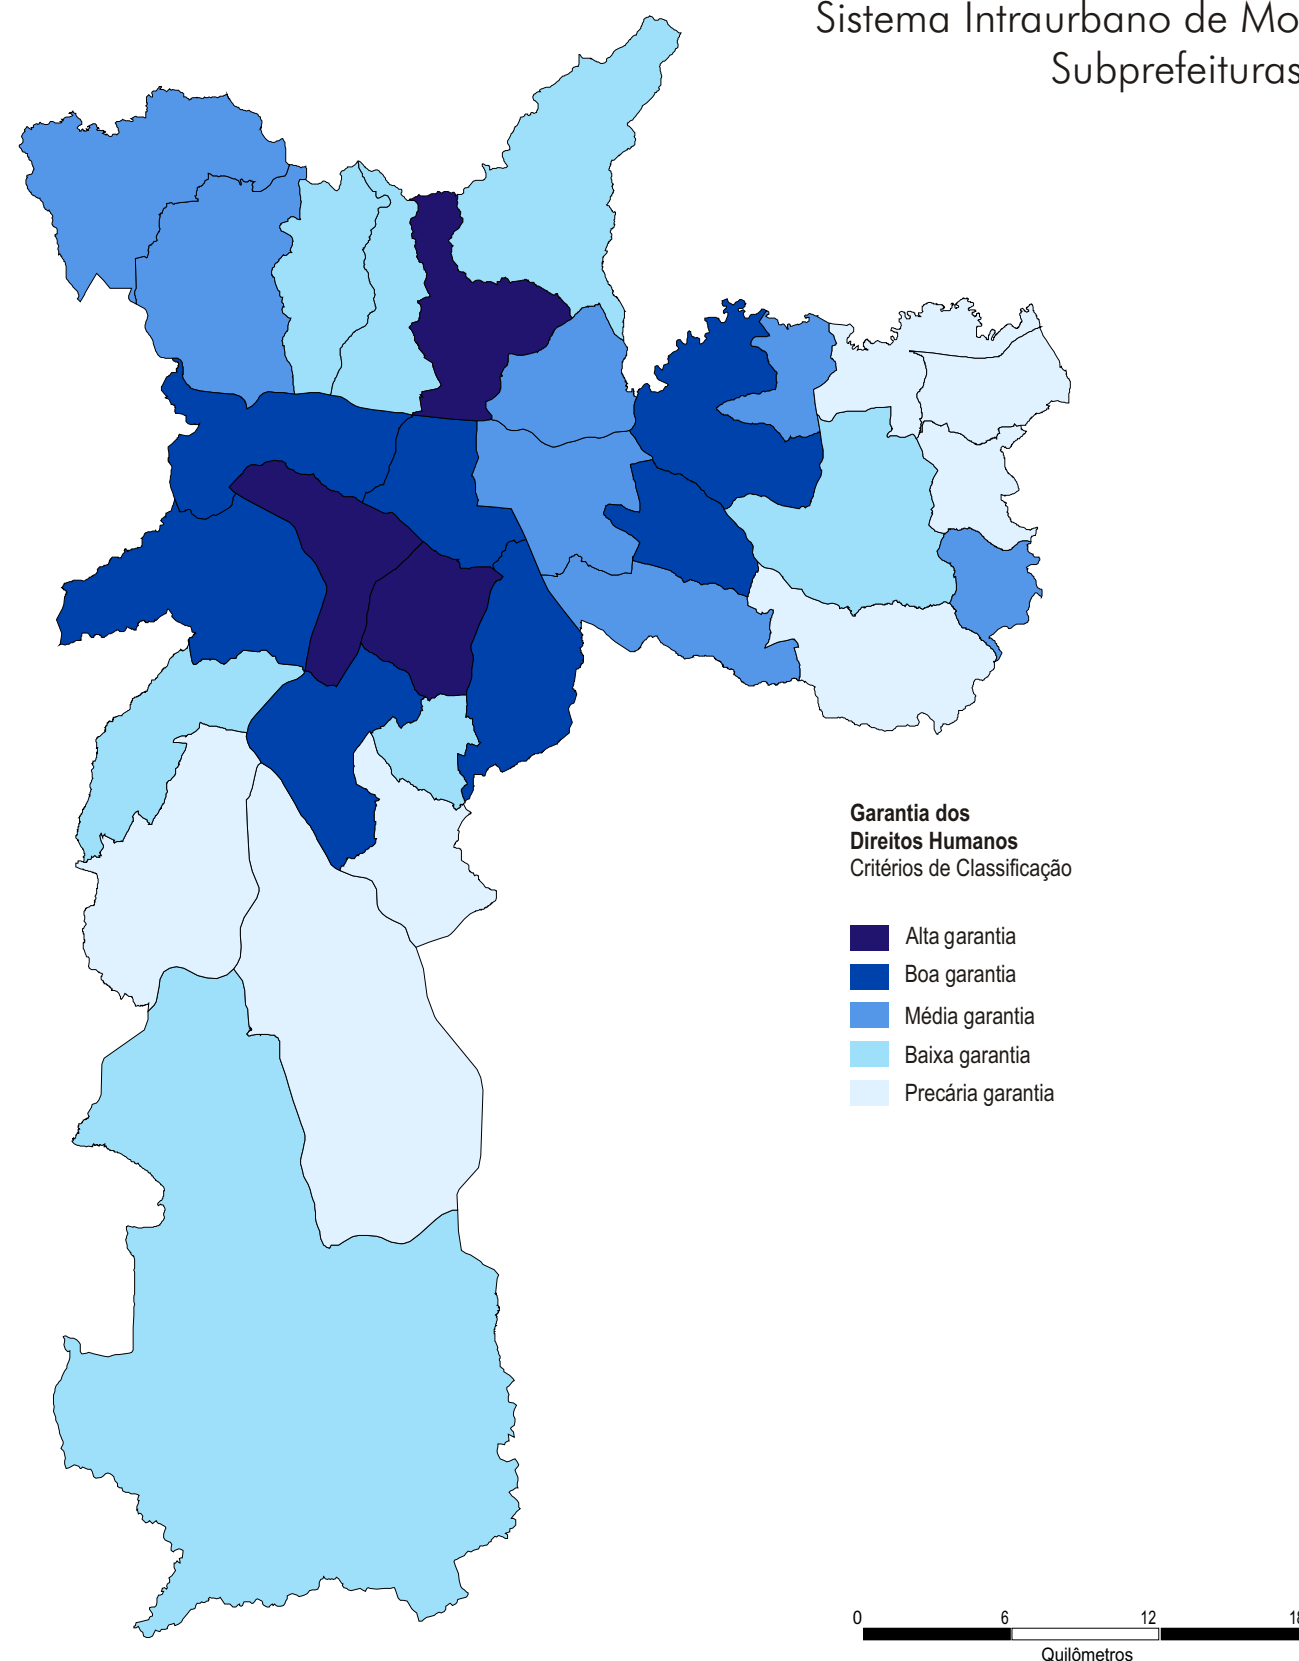 Sistema Intraurbano de Mo
Subprefeituras
Garantia dos
Direitos Humanos
Critérios de Classificação
Alta garantia
Boa garantia
Média garantia
Baixa garantia
Precária garantia
0 6 12 18
Quilômetros